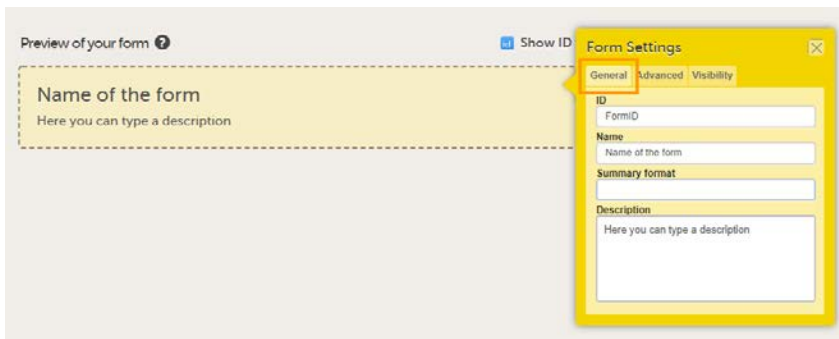 Preview of your form ?
Show ID
Name of the form
Here you can type a description
Form Settings
General Advanced Visibility
ID
FormID
Name
Name of the form
Summary format
Description
Here you can type a description